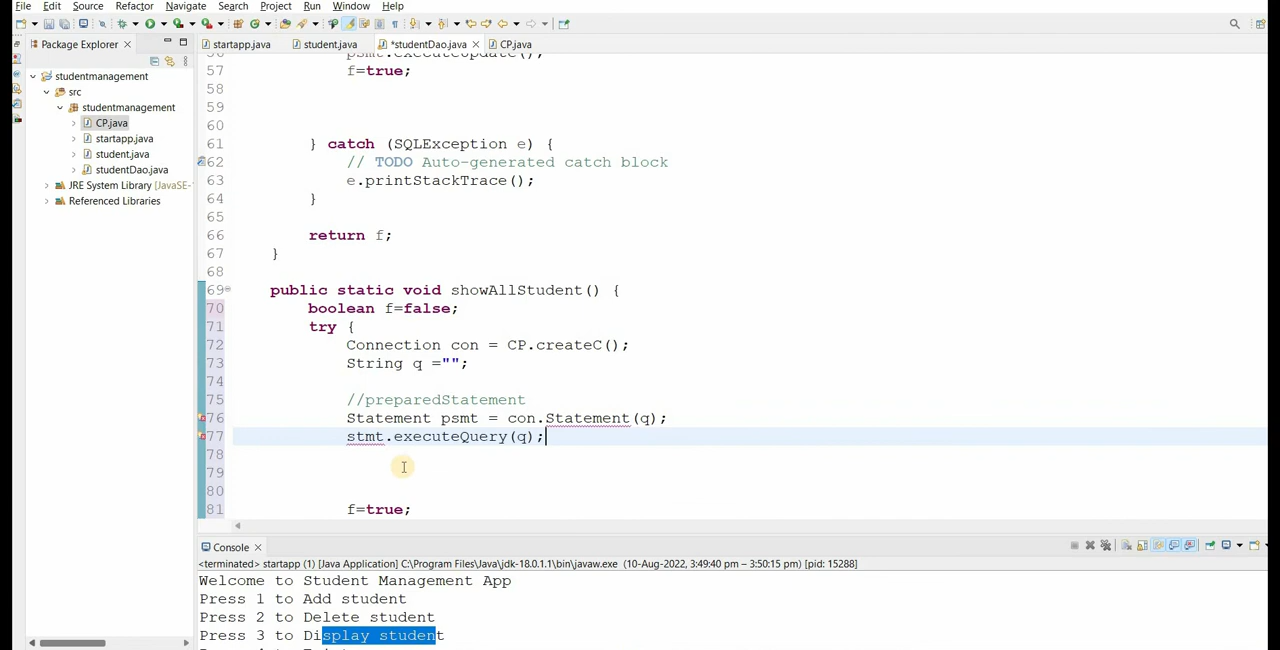 File Edit Source Refactor Navigate Search Project Run Window Help
Package Explorer
startapp.java student.java *studentDao.java CP.java
studentmanagement
src
studentmanagement
CP.java
startapp.java
student.java
studentDao.java
JRE System Library [JavaSE-
Referenced Libraries
psmt.executeUpdate();
57 f=true;
58
59
60
61 } catch (SQLException e) {
62 // TODO Auto-generated catch block
63 e.printStackTrace();
64 }
65
66 return f;
67 }
68
69 public static void showAllStudent() {
70 boolean f=false;
71 try {
72 Connection con = CP.createC();
73 String q ="";
74
75 //preparedStatement
76 Statement psmt = con.Statement(q);
77 stmt.executeQuery(q);
78
79
80
81 f=true;
Console
<terminated> startapp (1) [Java Application] C:\Program Files\Java\jdk-18.0.1.1\bin\javaw.exe (10-Aug-2022, 3:49:40 pm – 3:50:15 pm) [pid: 15288]
Welcome to Student Management App
Press 1 to Add student
Press 2 to Delete student
Press 3 to Display student